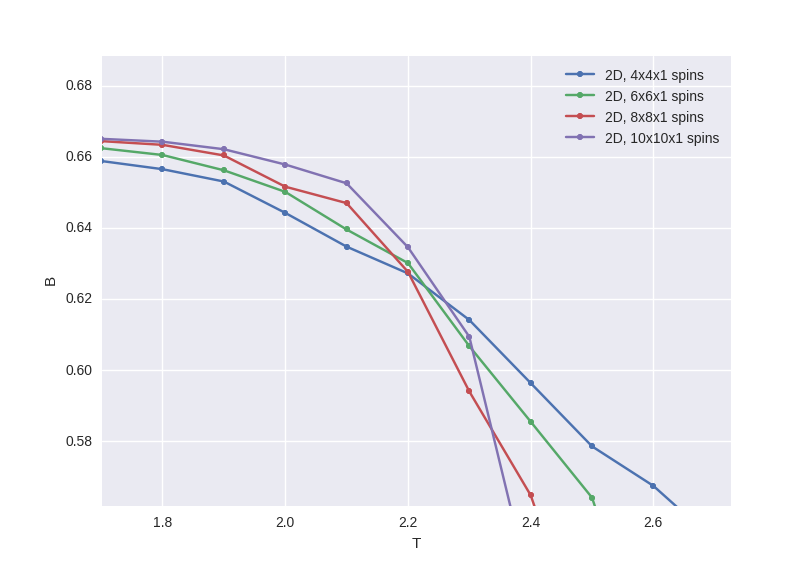 2D, 4x4x1 spins
2D, 6x6x1 spins
2D, 8x8x1 spins
2D, 10x10x1 spins
0.68
0.66
0.64
0.62
0.60
0.58
B
1.8 2.0 2.2 2.4 2.6
T